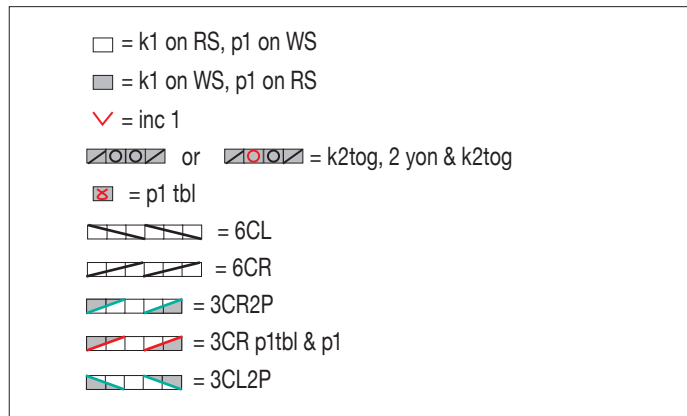 = k1 on RS, p1 on WS
= k1 on WS, p1 on RS
= inc 1
or = k2tog, 2 yon & k2tog
= p1 tbl
= 6CL
= 6CR
= 3CR2P
= 3CR p1tbl & p1
= 3CL2P